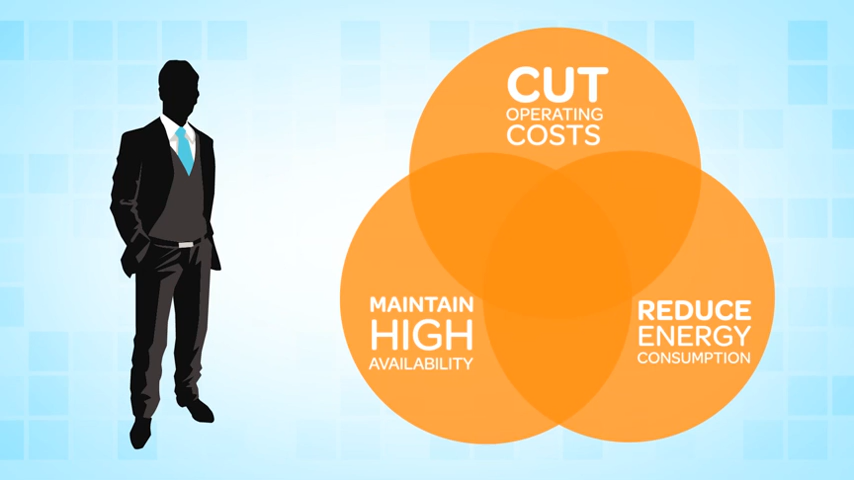 CUT
OPERATING
COSTS
MAINTAIN
HIGH
AVAILABILITY
REDUCE
ENERGY
CONSUMPTION